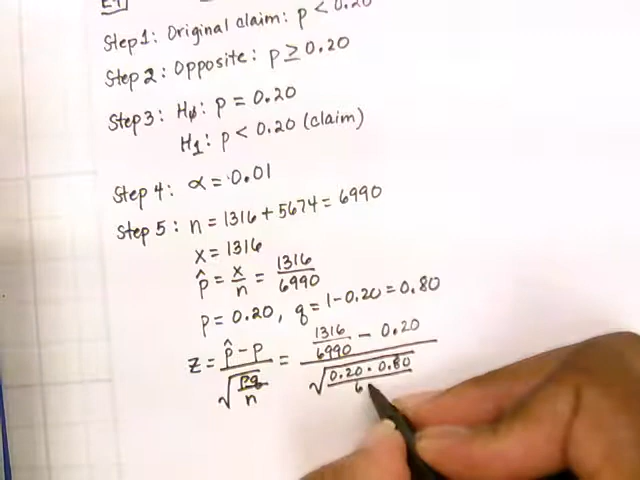 E1
Step 1: Original claim: p < 0.20
Step 2: Opposite: p ≥ 0.20
Step 3: H0: p = 0.20
H1: p < 0.20 (claim)
Step 4: α = 0.01
Step 5: n = 1316 + 5674 = 6990
x = 1316
p̂ = x/n = 1316/6990
p = 0.20, q = 1-0.20 = 0.80
z = (p̂ - p)/√(pq/n) = (1316/6990 - 0.20)/√(0.20 · 0.80/6